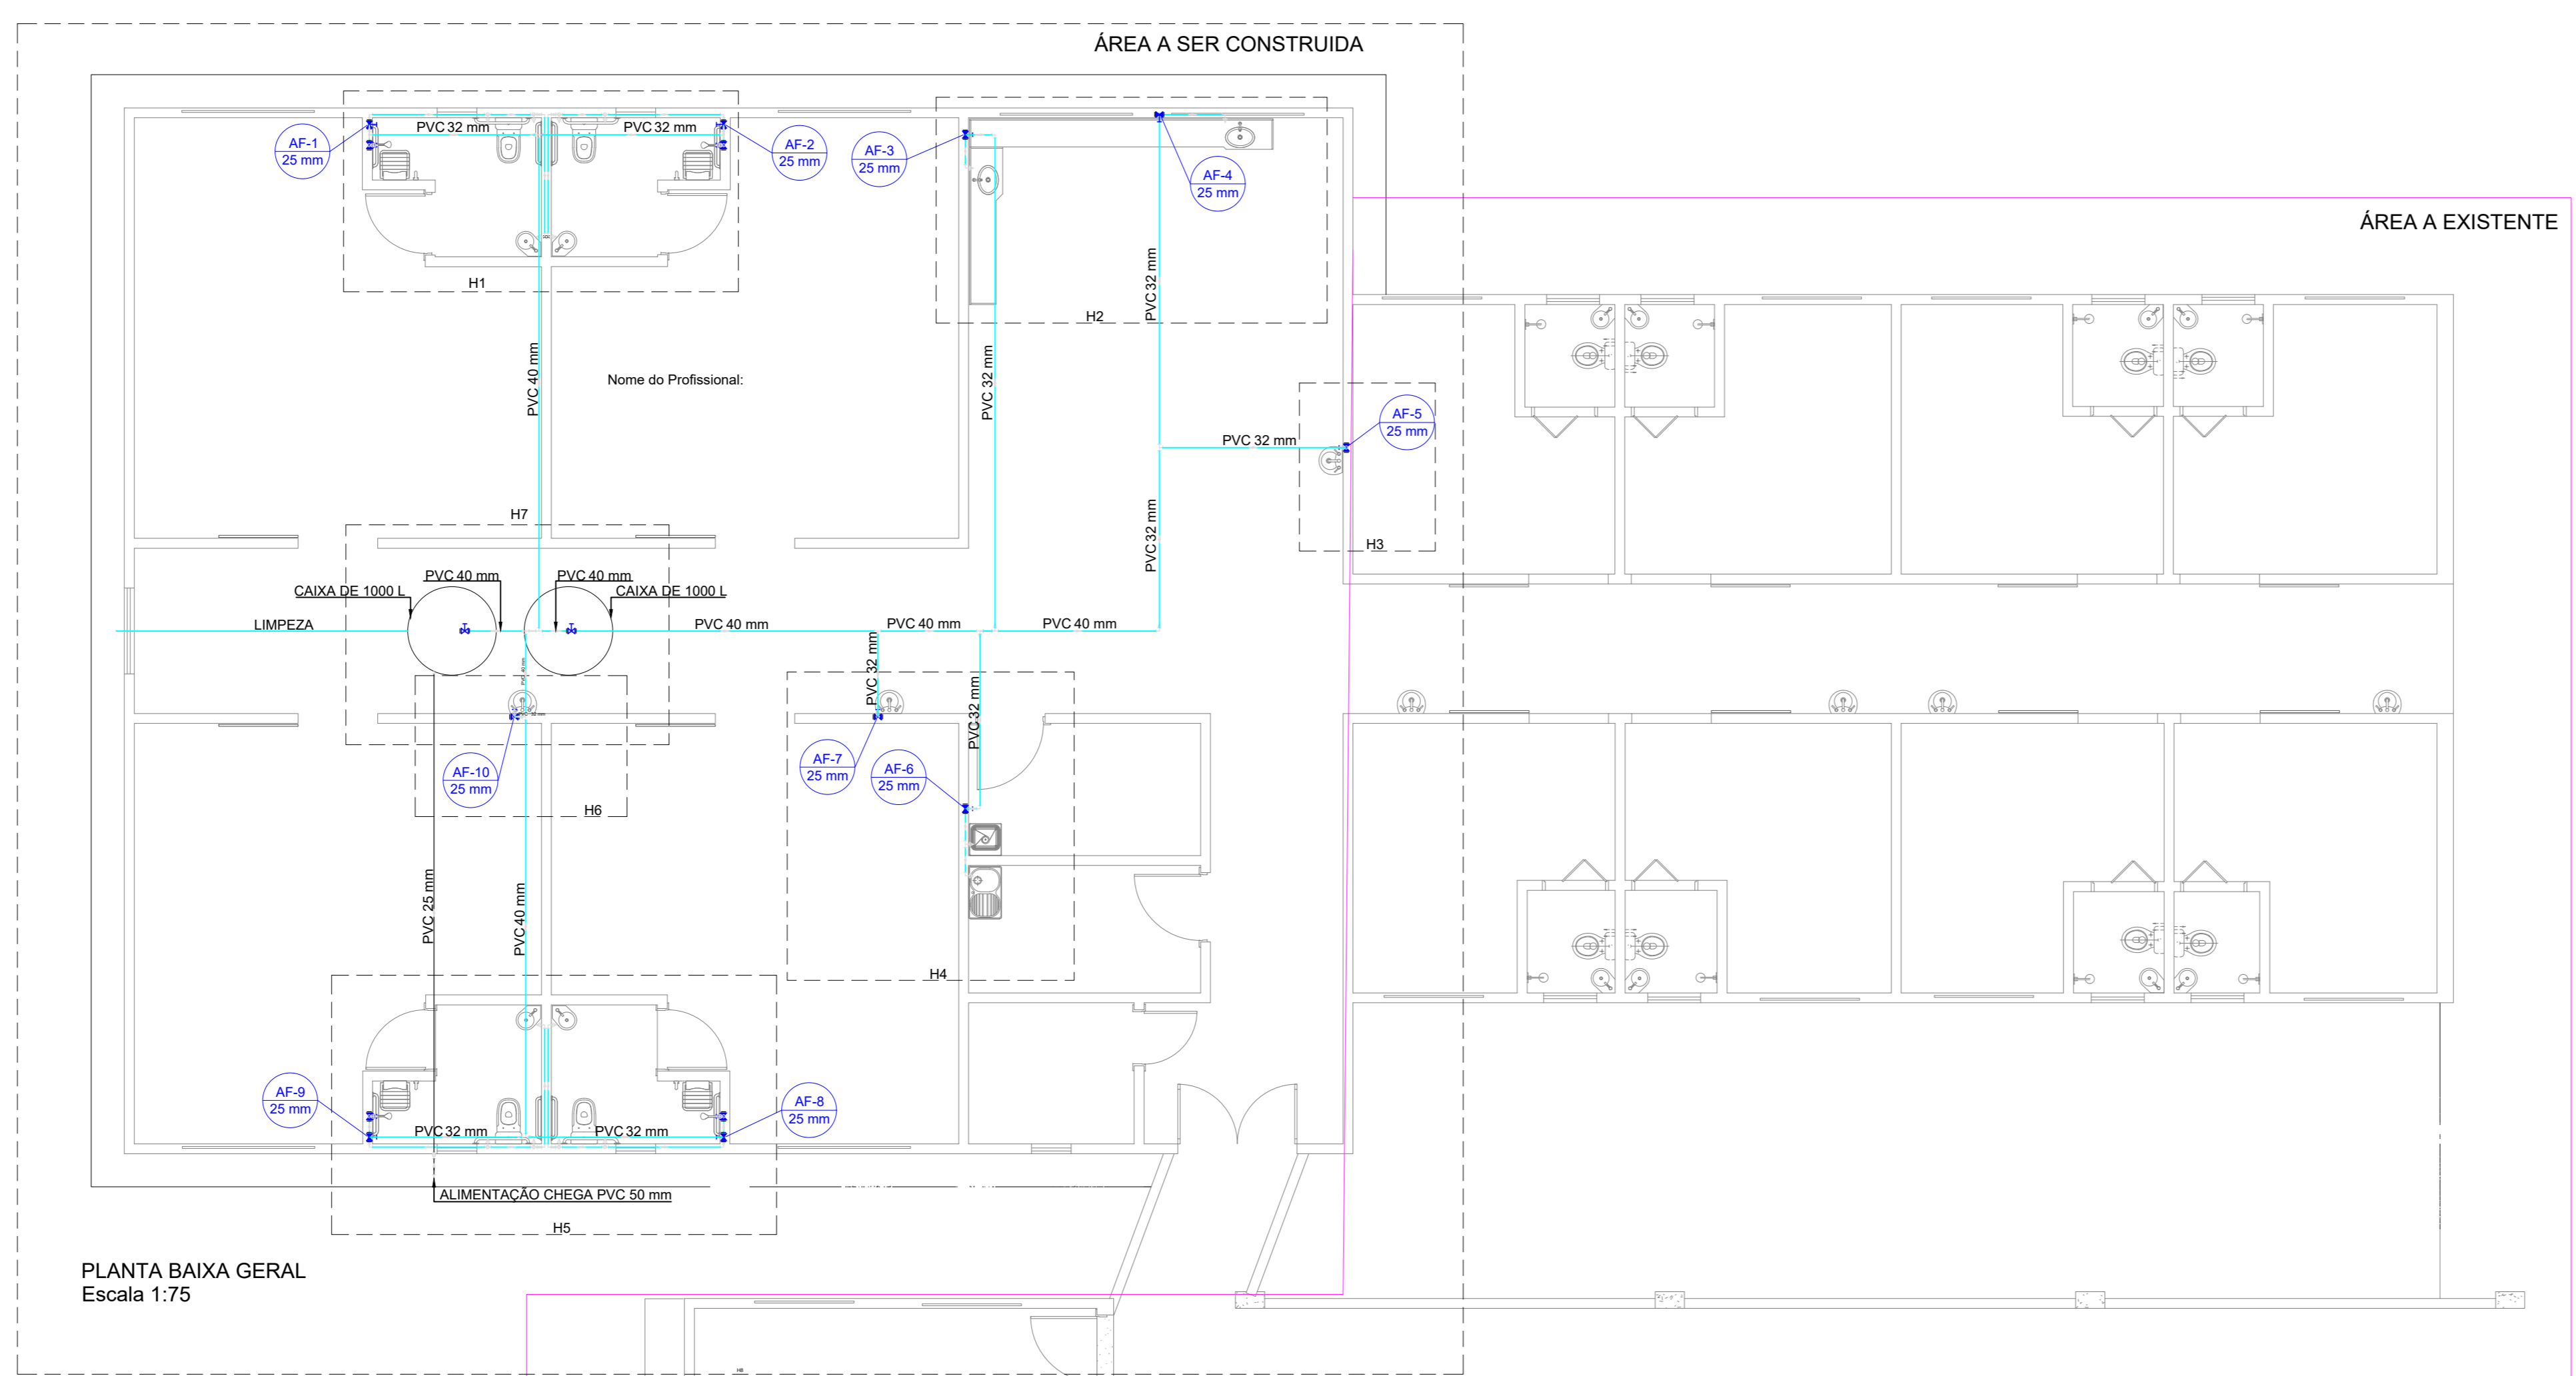 ÁREA A SER CONSTRUIDA
ÁREA A EXISTENTE
AF-1
25 mm
PVC 32 mm
PVC 32 mm
AF-2
25 mm
AF-3
25 mm
AF-4
25 mm
H1
H2
PVC 32 mm
PVC 40 mm
Nome do Profissional:
PVC 32 mm
AF-5
25 mm
PVC 32 mm
H3
H7
PVC 32 mm
PVC 40 mm
PVC 40 mm
CAIXA DE 1000 L
CAIXA DE 1000 L
LIMPEZA
PVC 40 mm
PVC 40 mm
PVC 40 mm
PVC 40 mm
PVC 32 mm
PVC 32 mm
AF-10
25 mm
AF-7
25 mm
AF-6
25 mm
H6
PVC 25 mm
PVC 40 mm
H4
AF-9
25 mm
AF-8
25 mm
PVC 32 mm
PVC 32 mm
ALIMENTAÇÃO CHEGA PVC 50 mm
H5
PLANTA BAIXA GERAL
Escala 1:75
H8